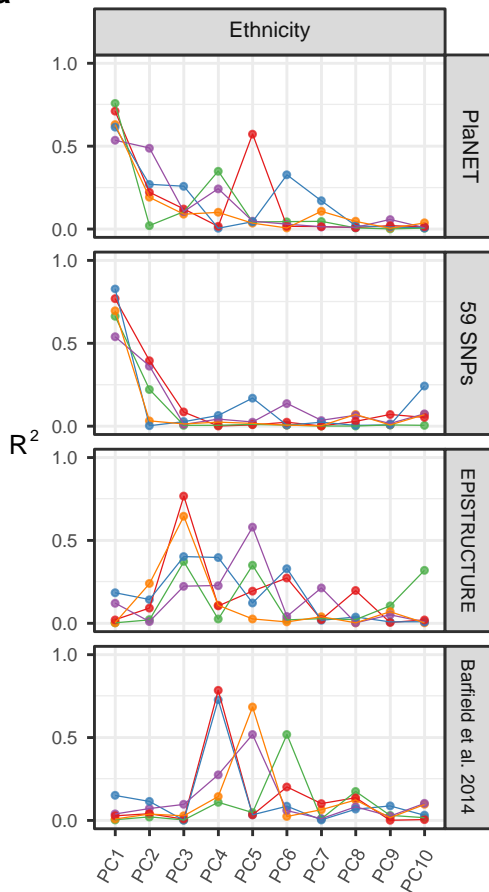 Ethnicity
1.0
0.5
0.0
PlaNET
1.0
0.5
0.0
59 SNPs
R2
1.0
0.5
0.0
EPISTRUCTURE
1.0
0.5
0.0
Barfield et al. 2014
PC1
PC2
PC3
PC4
PC5
PC6
PC7
PC8
PC9
PC10